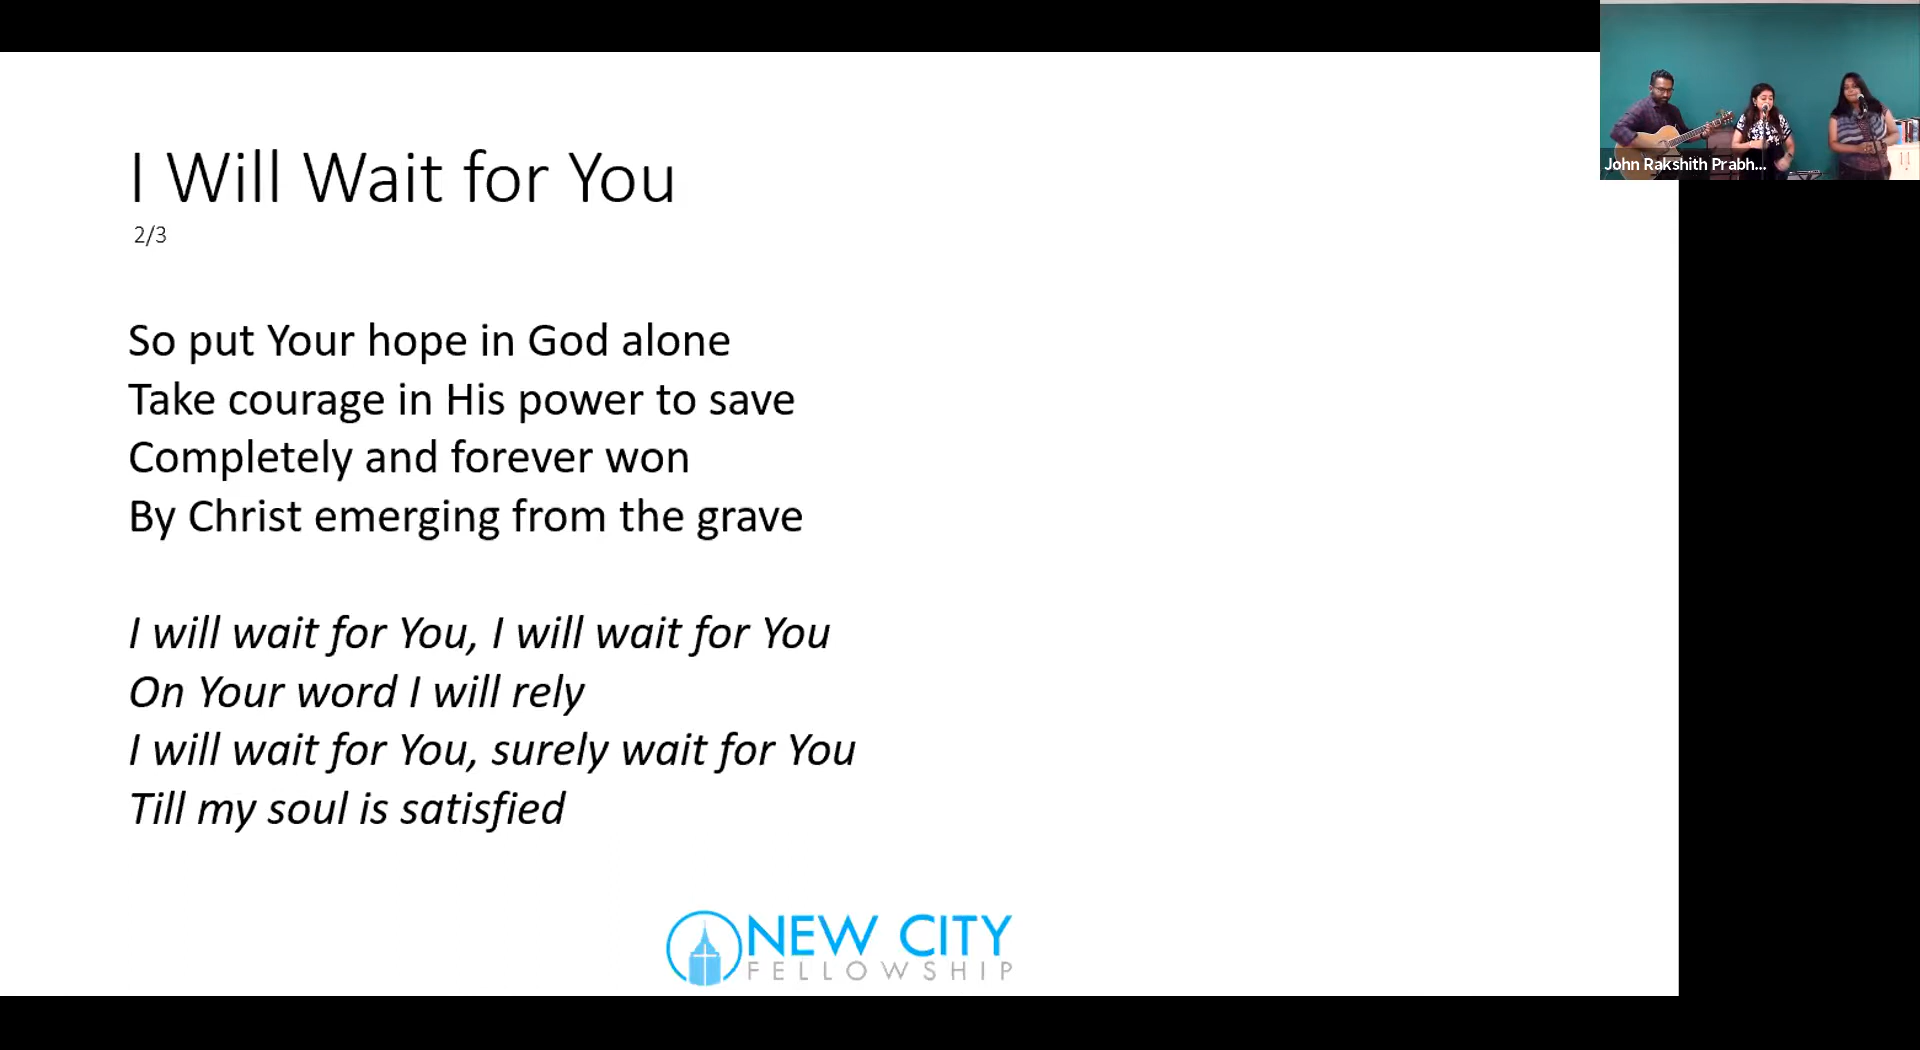 I Will Wait for You
2/3
So put Your hope in God alone
Take courage in His power to save
Completely and forever won
By Christ emerging from the grave
I will wait for You, I will wait for You
On Your word I will rely
I will wait for You, surely wait for You
Till my soul is satisfied
NEW CITY
FELLOWSHIP
John Rakshith Prabh...